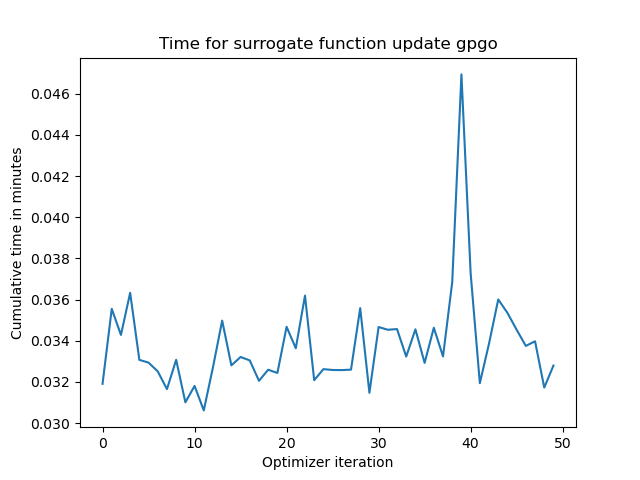 Time for surrogate function update gpgo
Cumulative time in minutes
0.046
0.044
0.042
0.040
0.038
0.036
0.034
0.032
0.030
0 10 20 30 40 50
Optimizer iteration